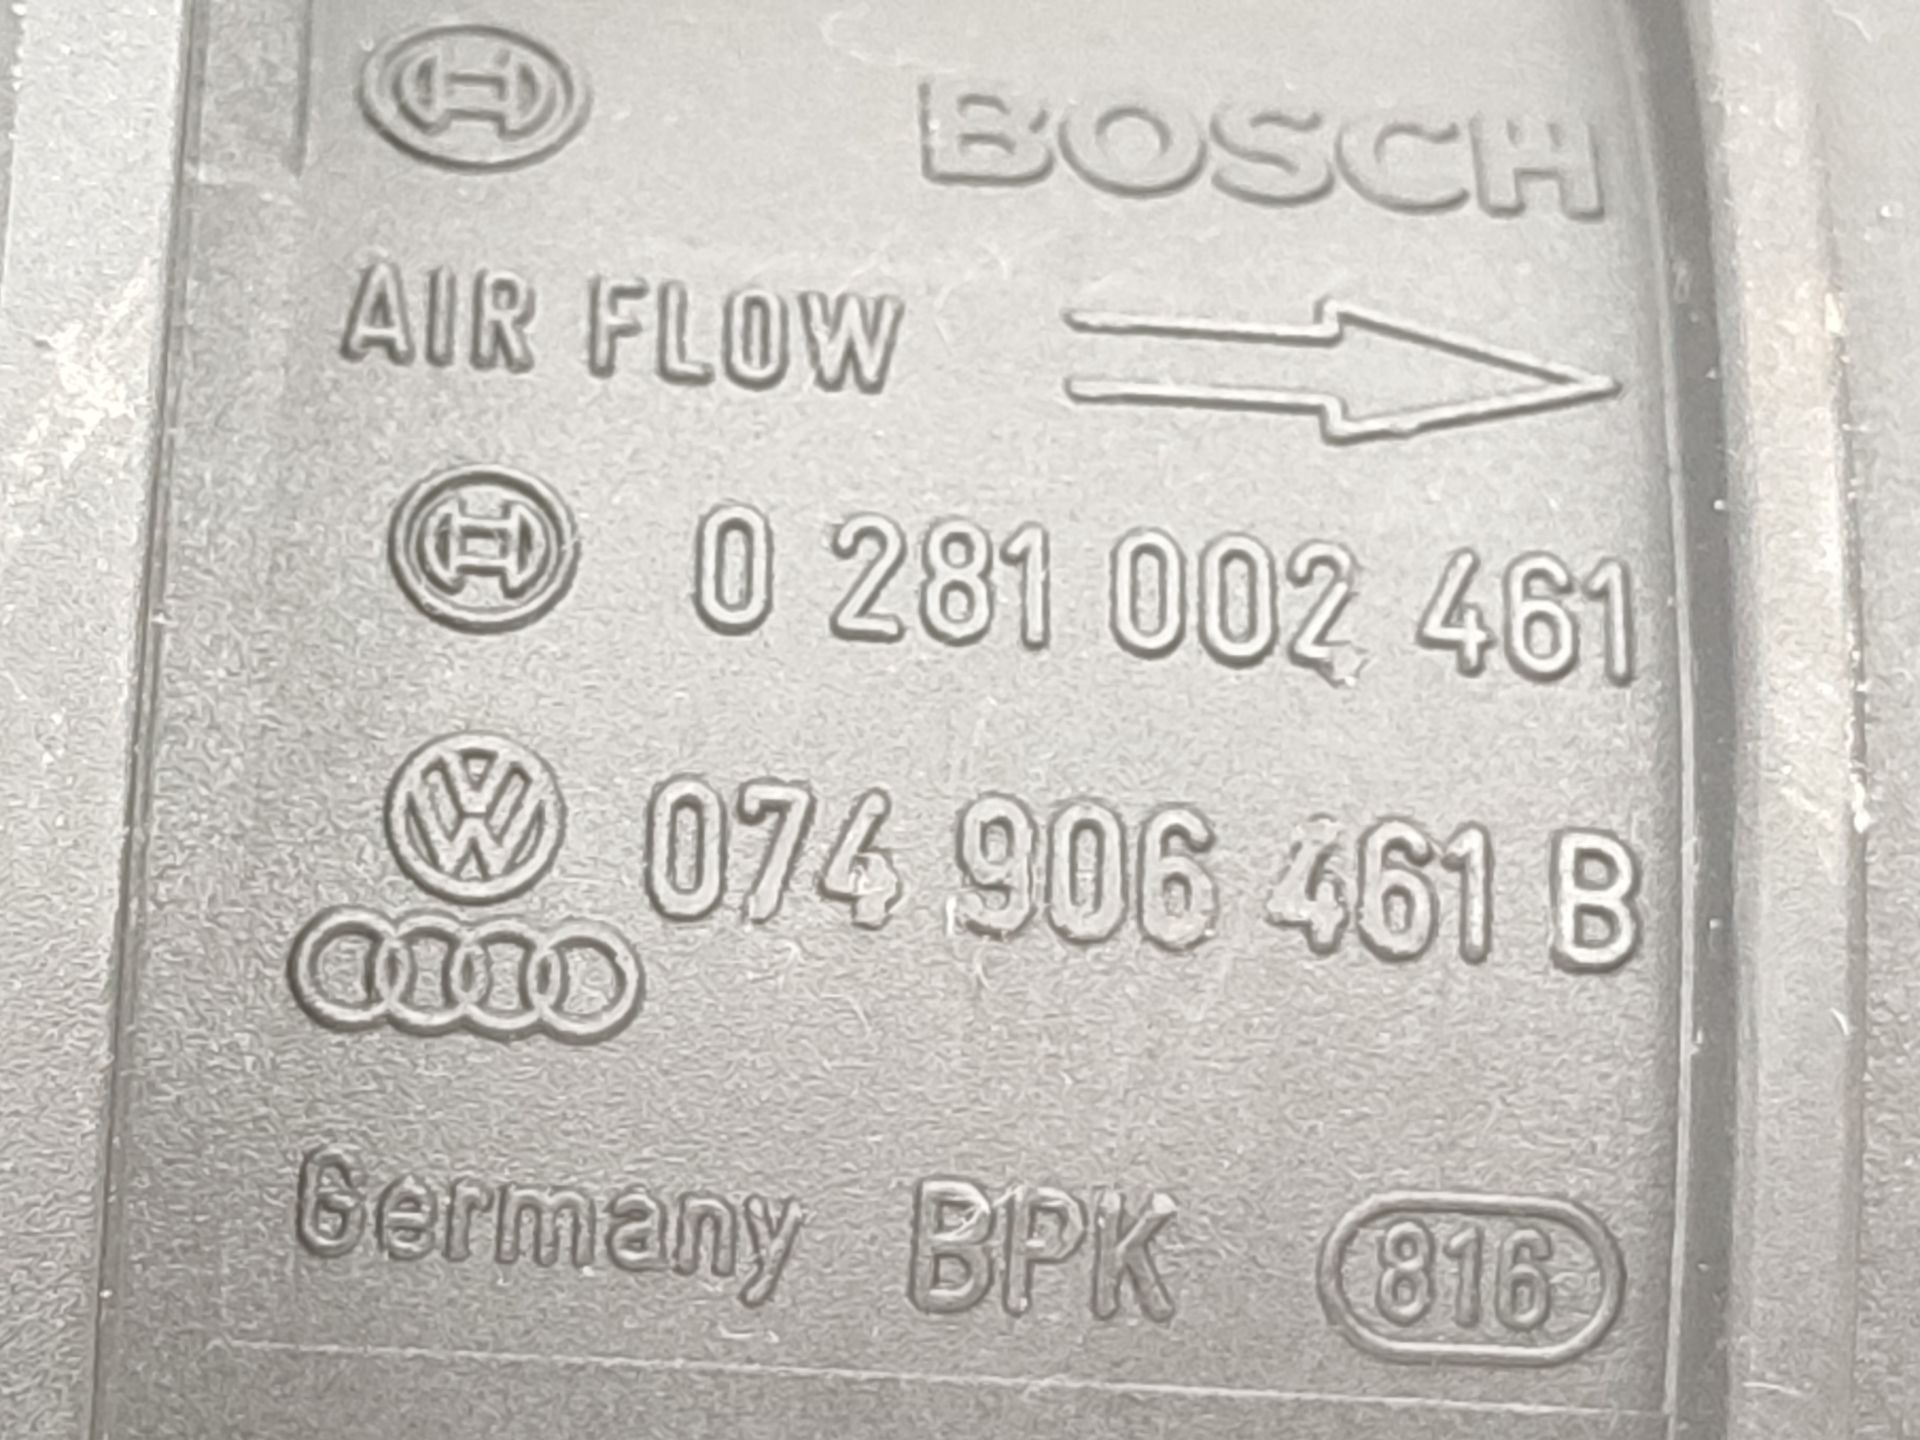 BOSCH
AIR FLOW
0 281 002 461
074 906 461 B
Germany BPK 816